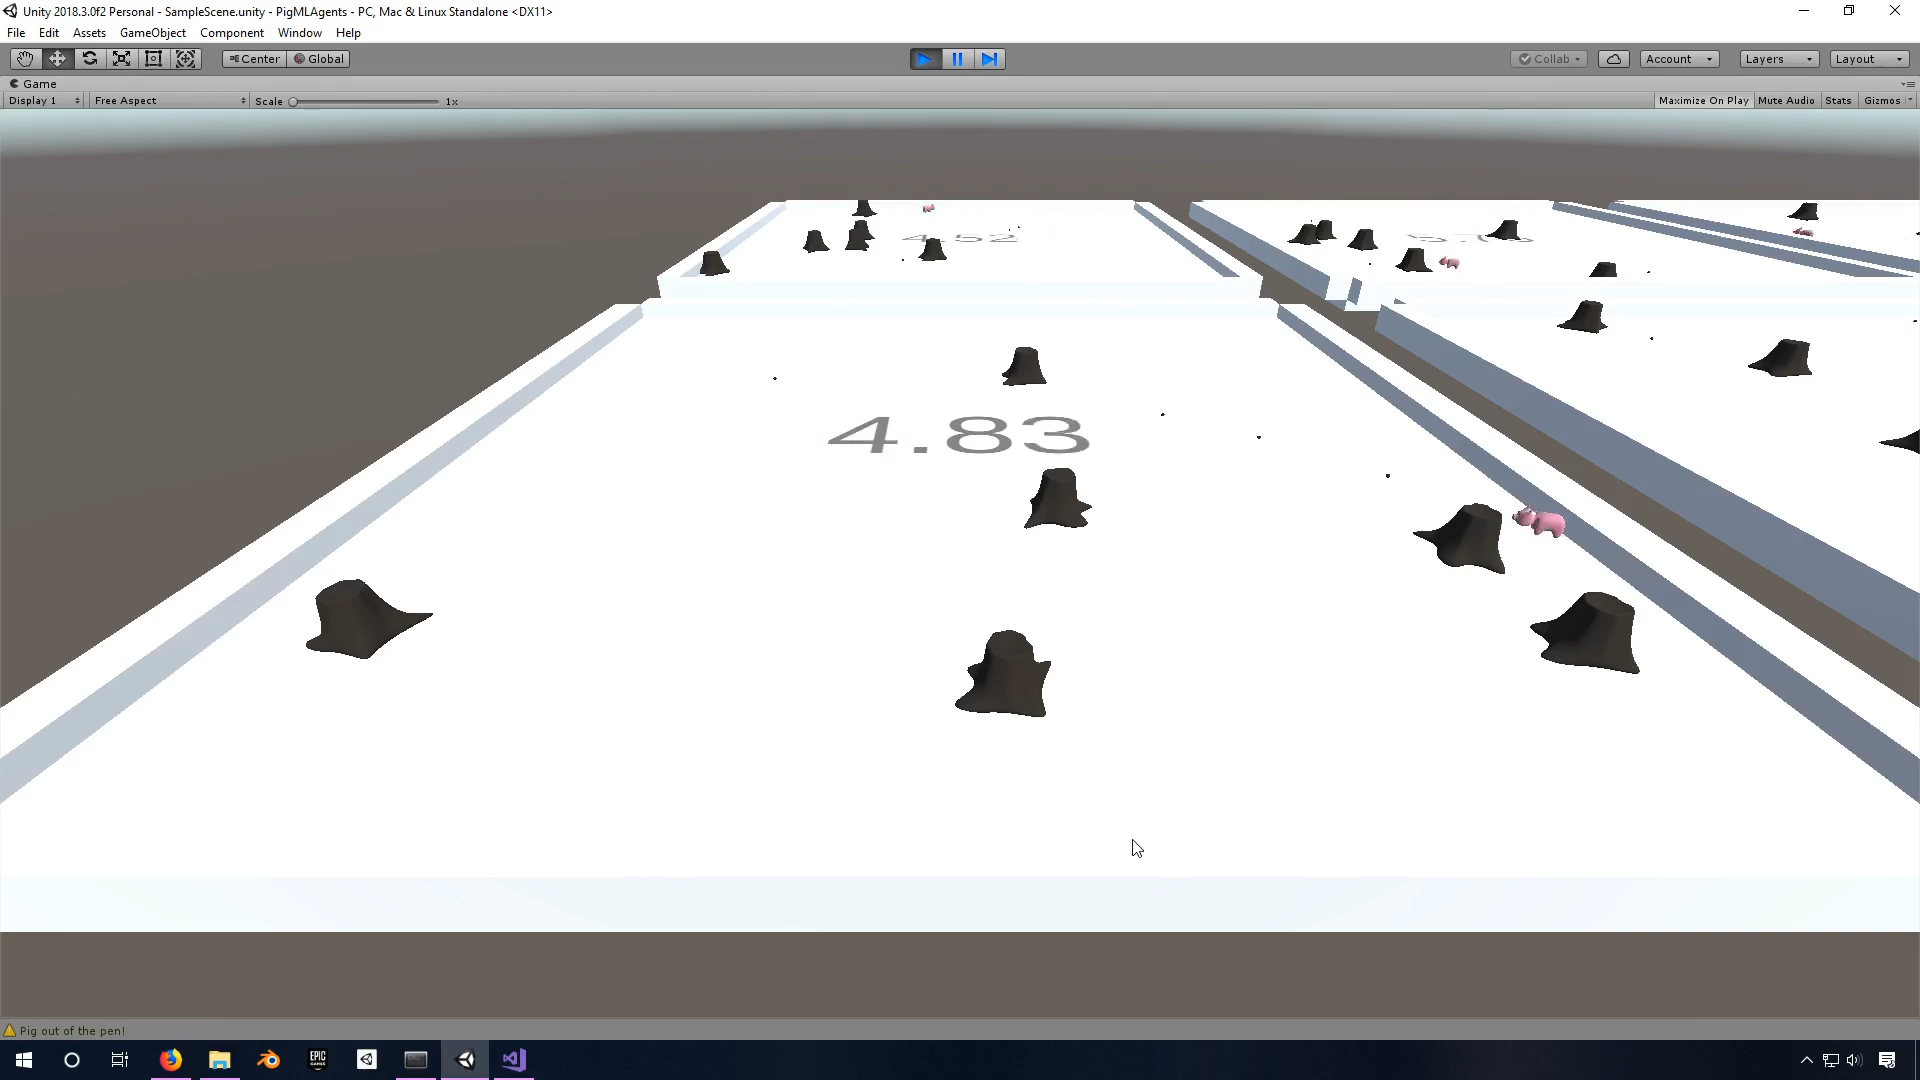 Unity 2018.3.0f2 Personal - SampleScene.unity - PigMLAgents - PC, Mac & Linux Standalone <DX11>
File Edit Assets GameObject Component Window Help
Center Global Collab Account Layers Layout
Game
Display 1 Free Aspect Scale 1x Maximize On Play Mute Audio Stats Gizmos
4.52
4.83
Pig out of the pen!
EPIC
GAMES